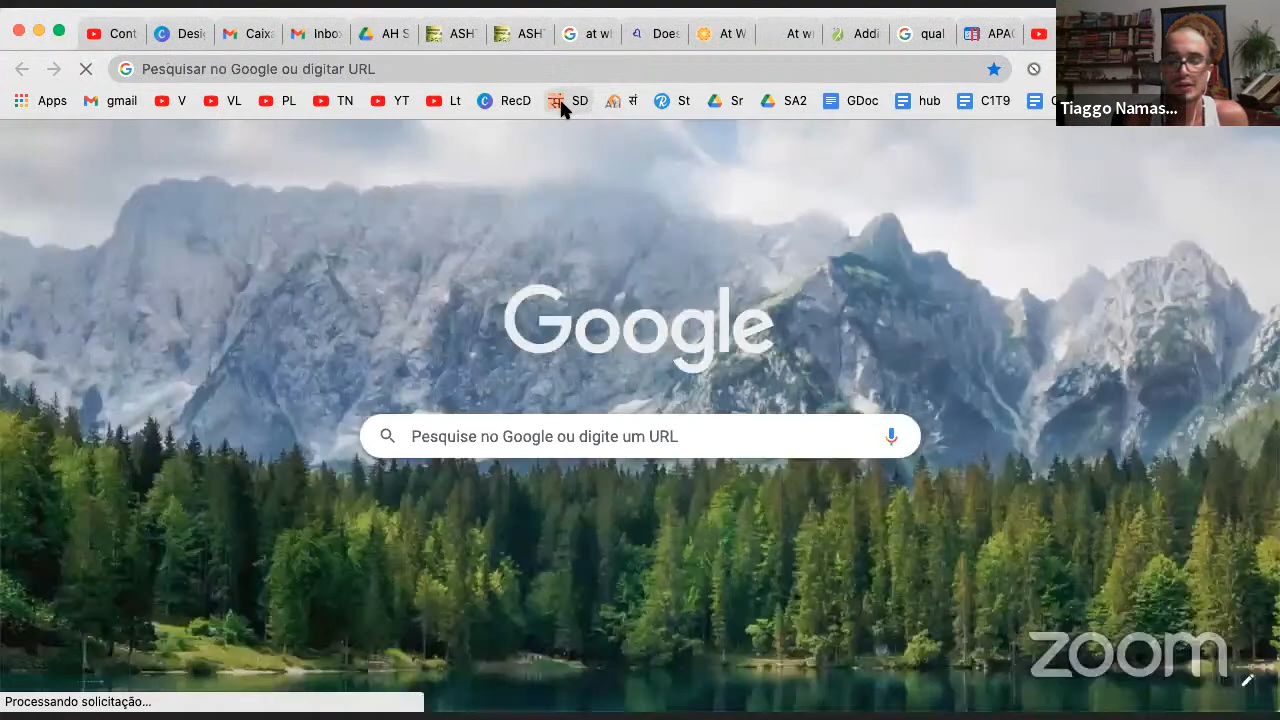 Cont Desi Caix Inbo AH S ASH ASH at wh Does At W At wi Addi qual APA
Pesquisar no Google ou digitar URL
Apps gmail V VL PL TN YT Lt RecD SD सं St Sr SA2 GDoc hub C1T9
Tiaggo Namas...
Google
Pesquise no Google ou digite um URL
zoom
Processando solicitação...